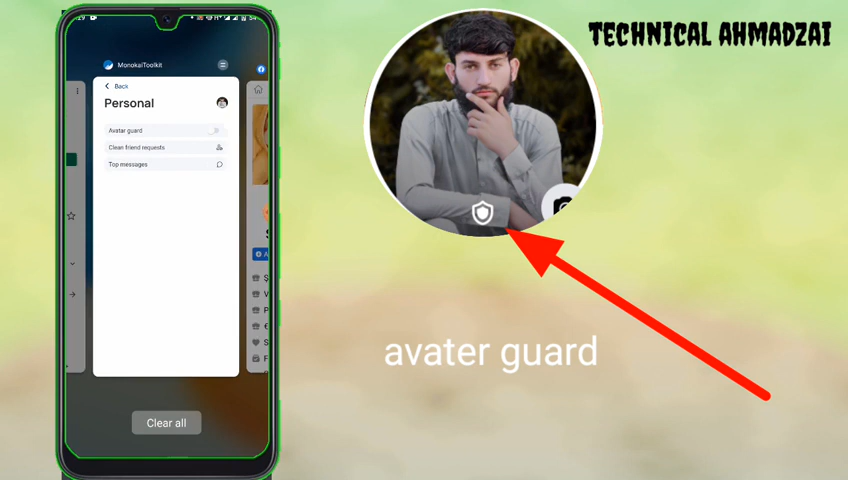 TECHNICAL AHMADZAI
MonokaiToolkit
Back
Personal
Avatar guard
Clean friend requests
Top messages
Clear all
avater guard